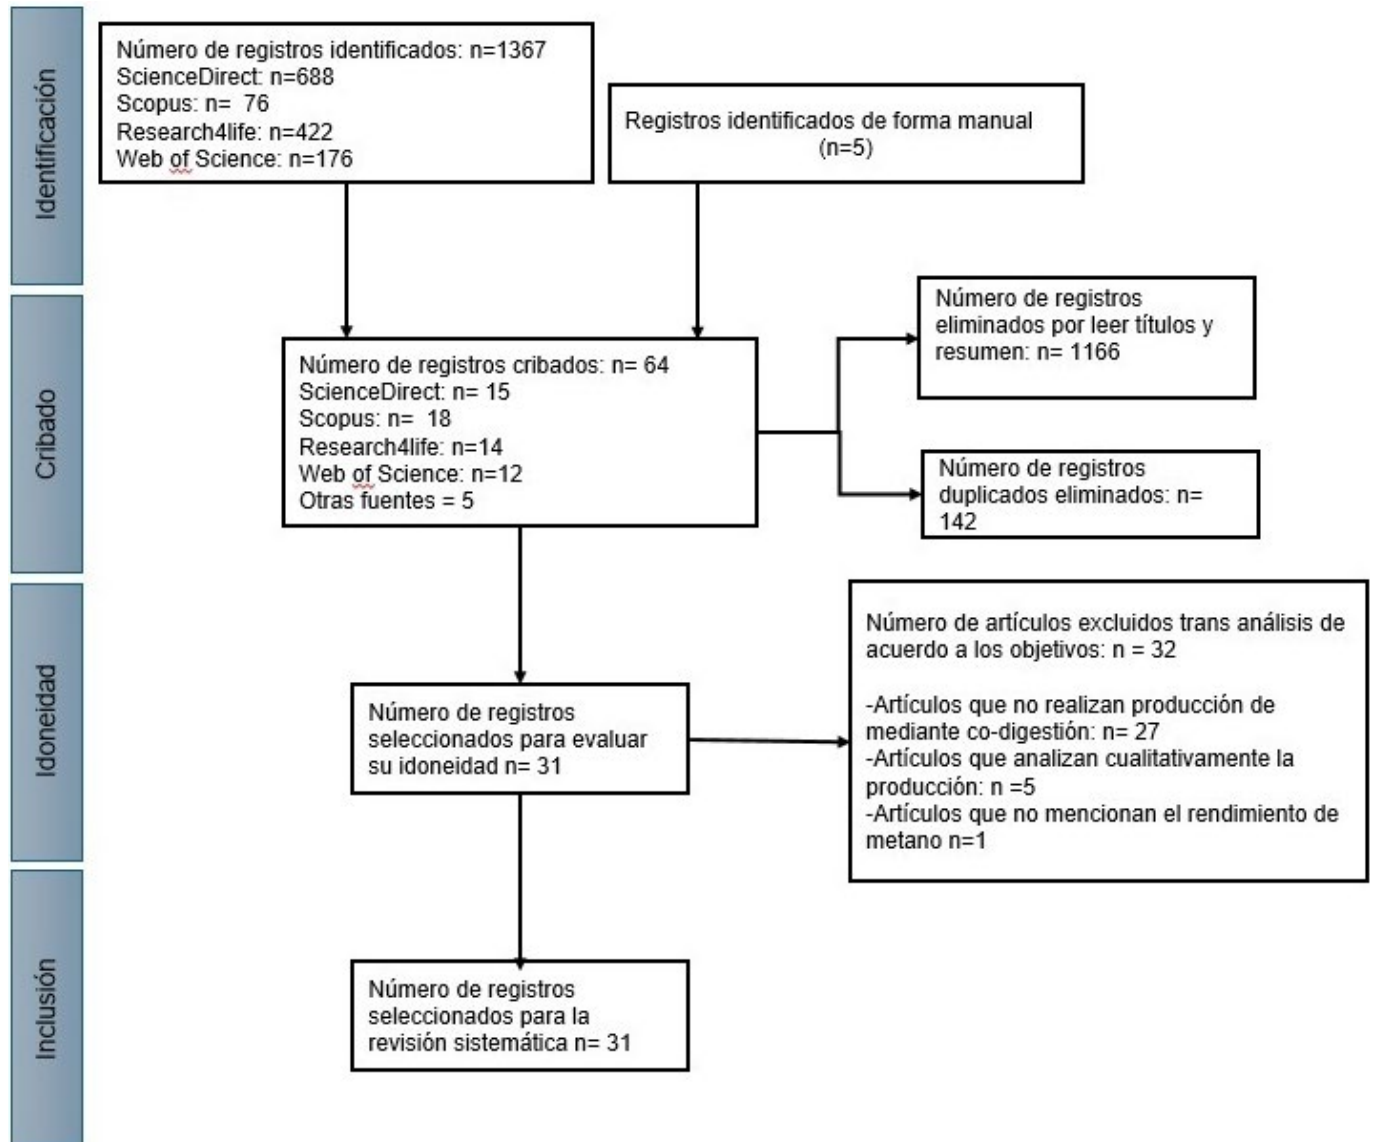 Identificación
Número de registros identificados: n=1367
ScienceDirect: n=688
Scopus: n=  76
Research4life: n=422
Web of Science: n=176
Registros identificados de forma manual
(n=5)
Cribado
Número de registros cribados: n= 64
ScienceDirect: n= 15
Scopus: n=  18
Research4life: n=14
Web of Science: n=12
Otras fuentes = 5
Número de registros
eliminados por leer títulos y
resumen: n= 1166
Número de registros
duplicados eliminados: n=
142
Idoneidad
Número de registros
seleccionados para evaluar
su idoneidad n= 31
Número de artículos excluidos trans análisis de
acuerdo a los objetivos: n = 32
-Artículos que no realizan producción de
mediante co-digestión: n= 27
-Artículos que analizan cualitativamente la
producción: n =5
-Artículos que no mencionan el rendimiento de
metano n=1
Inclusión
Número de registros
seleccionados para la
revisión sistemática n= 31